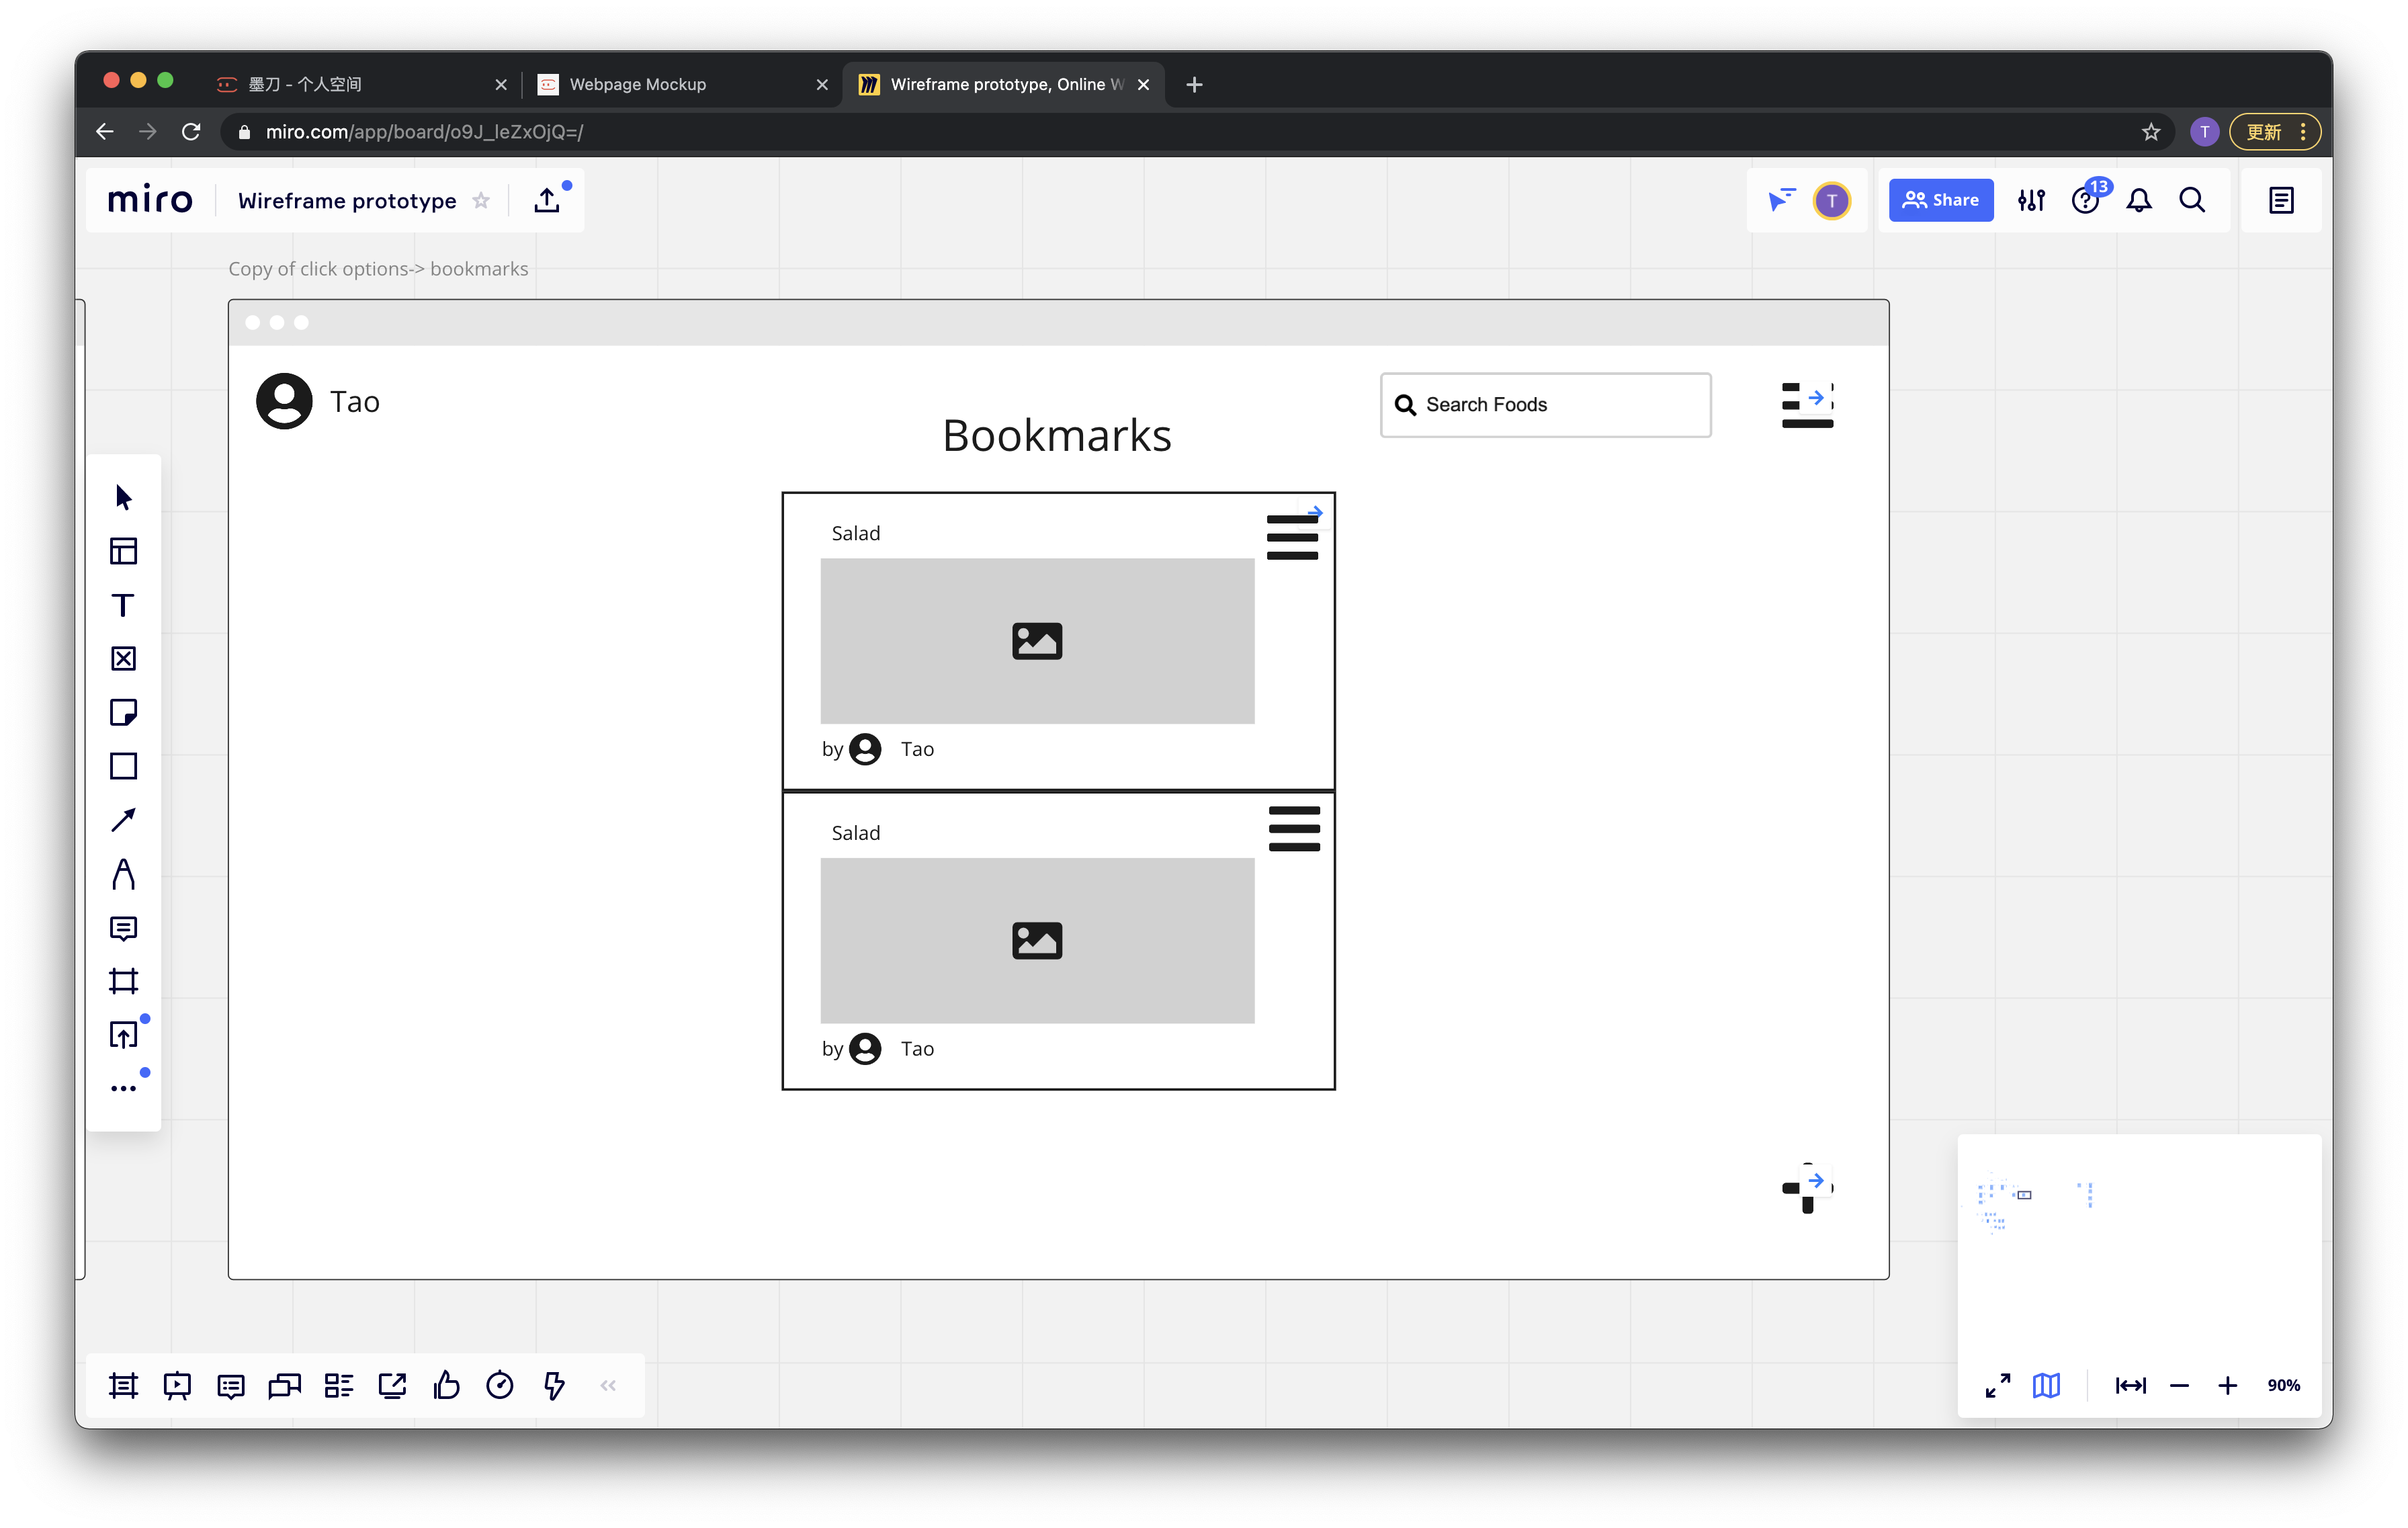 墨刀 - 个人空间
Webpage Mockup
Wireframe prototype, Online W
miro.com/app/board/o9J_leZxOjQ=/
T
更新
miro
Wireframe prototype
T
Share
13
Copy of click options-> bookmarks
Tao
Search Foods
Bookmarks
Salad
by Tao
Salad
by Tao
90%